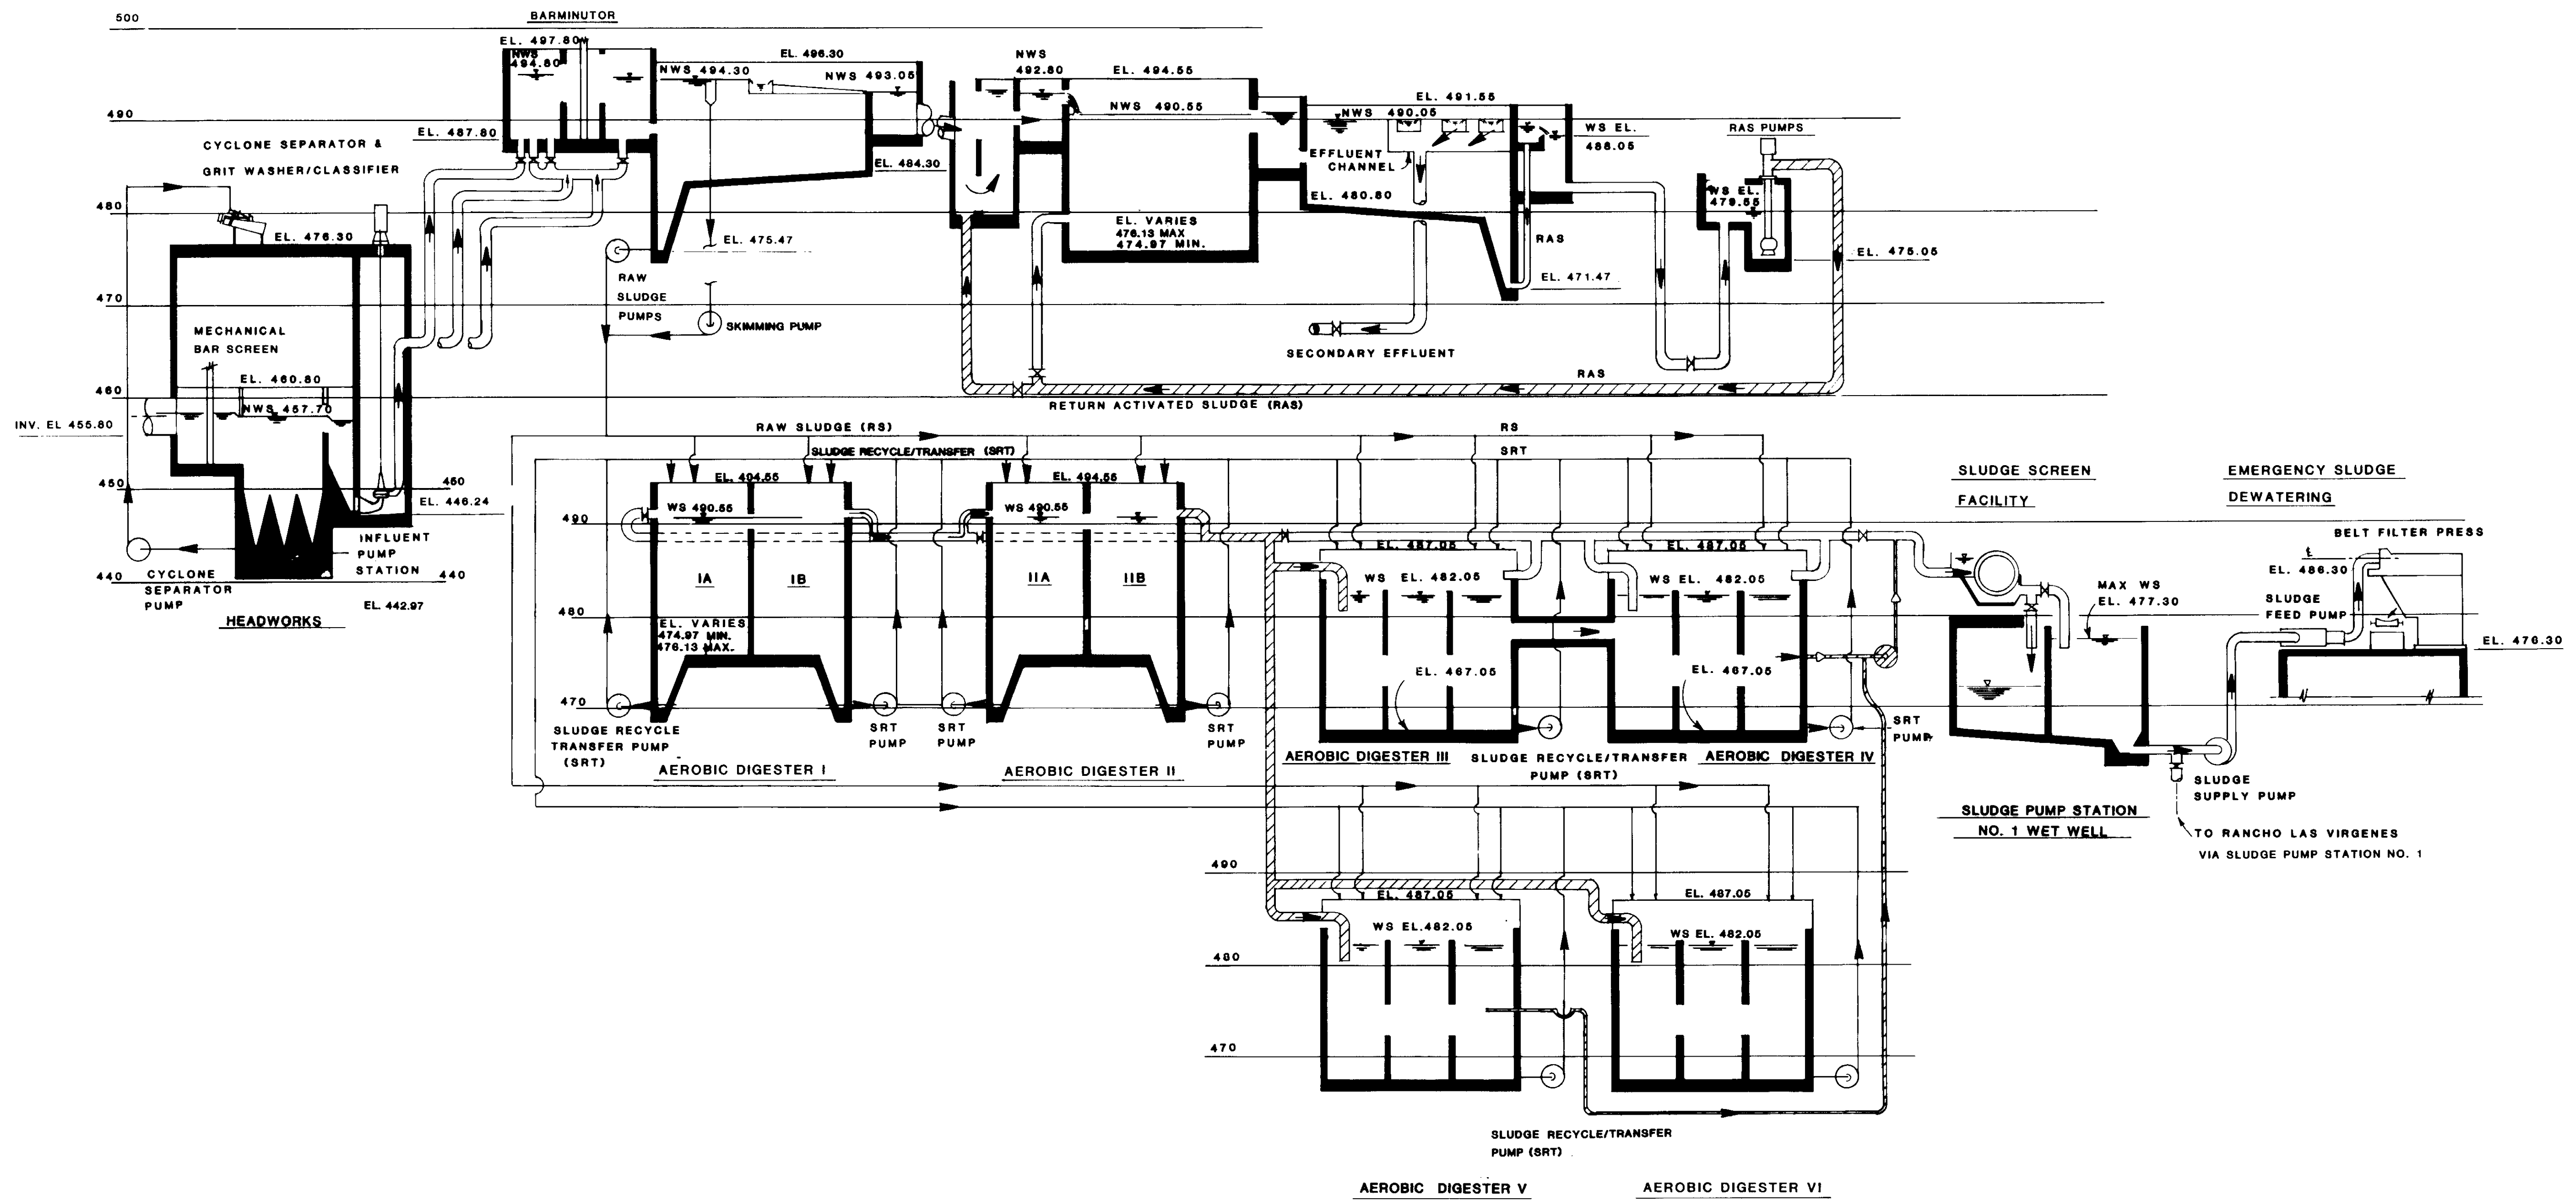 500
BARMINUTOR
EL. 497.80
NWS
494.80
EL. 496.30
NWS 494.30
NWS 493.05
NWS
492.80
EL. 494.55
NWS 490.55
EL. 491.55
NWS 490.05
490
EL. 487.80
CYCLONE SEPARATOR &
GRIT WASHER/CLASSIFIER
EL. 484.30
EFFLUENT
CHANNEL
WS EL.
488.05
RAS PUMPS
WS EL.
479.55
480
EL. 480.80
EL. VARIES
476.13 MAX
474.97 MIN.
EL. 476.30
EL. 475.47
RAS
EL. 475.05
EL. 471.47
470
RAW
SLUDGE
PUMPS
SKIMMING PUMP
MECHANICAL
BAR SCREEN
SECONDARY EFFLUENT
RAS
EL. 460.80
460
NWS 457.70
RETURN ACTIVATED SLUDGE (RAS)
INV. EL 455.80
RAW SLUDGE (RS)
RS
SLUDGE RECYCLE/TRANSFER (SRT)
SRT
450
450
EL. 446.24
INFLUENT
PUMP
STATION
440
440
CYCLONE
SEPARATOR
PUMP
EL. 442.97
HEADWORKS
EL. 494.55
EL. 494.55
WS 490.55
WS 490.55
490
IA
IB
IIA
IIB
480
EL. VARIES
474.97 MIN.
476.13 MAX.
470
SLUDGE RECYCLE
TRANSFER PUMP
(SRT)
SRT
PUMP
SRT
PUMP
SRT
PUMP
AEROBIC DIGESTER I
AEROBIC DIGESTER II
EL. 487.05
EL. 487.05
WS EL. 482.05
WS EL. 482.05
EL. 467.05
EL. 467.05
SRT
PUMP
AEROBIC DIGESTER III
SLUDGE RECYCLE/TRANSFER
PUMP (SRT)
AEROBIC DIGESTER IV
SLUDGE SCREEN
FACILITY
EMERGENCY SLUDGE
DEWATERING
BELT FILTER PRESS
℄
EL. 486.30
MAX WS
EL. 477.30
SLUDGE
FEED PUMP
EL. 476.30
SLUDGE
SUPPLY PUMP
SLUDGE PUMP STATION
NO. 1 WET WELL
TO RANCHO LAS VIRGENES
VIA SLUDGE PUMP STATION NO. 1
490
EL. 487.05
EL. 487.05
WS EL.482.05
WS EL.482.05
480
470
SLUDGE RECYCLE/TRANSFER
PUMP (SRT)
AEROBIC DIGESTER V
AEROBIC DIGESTER VI